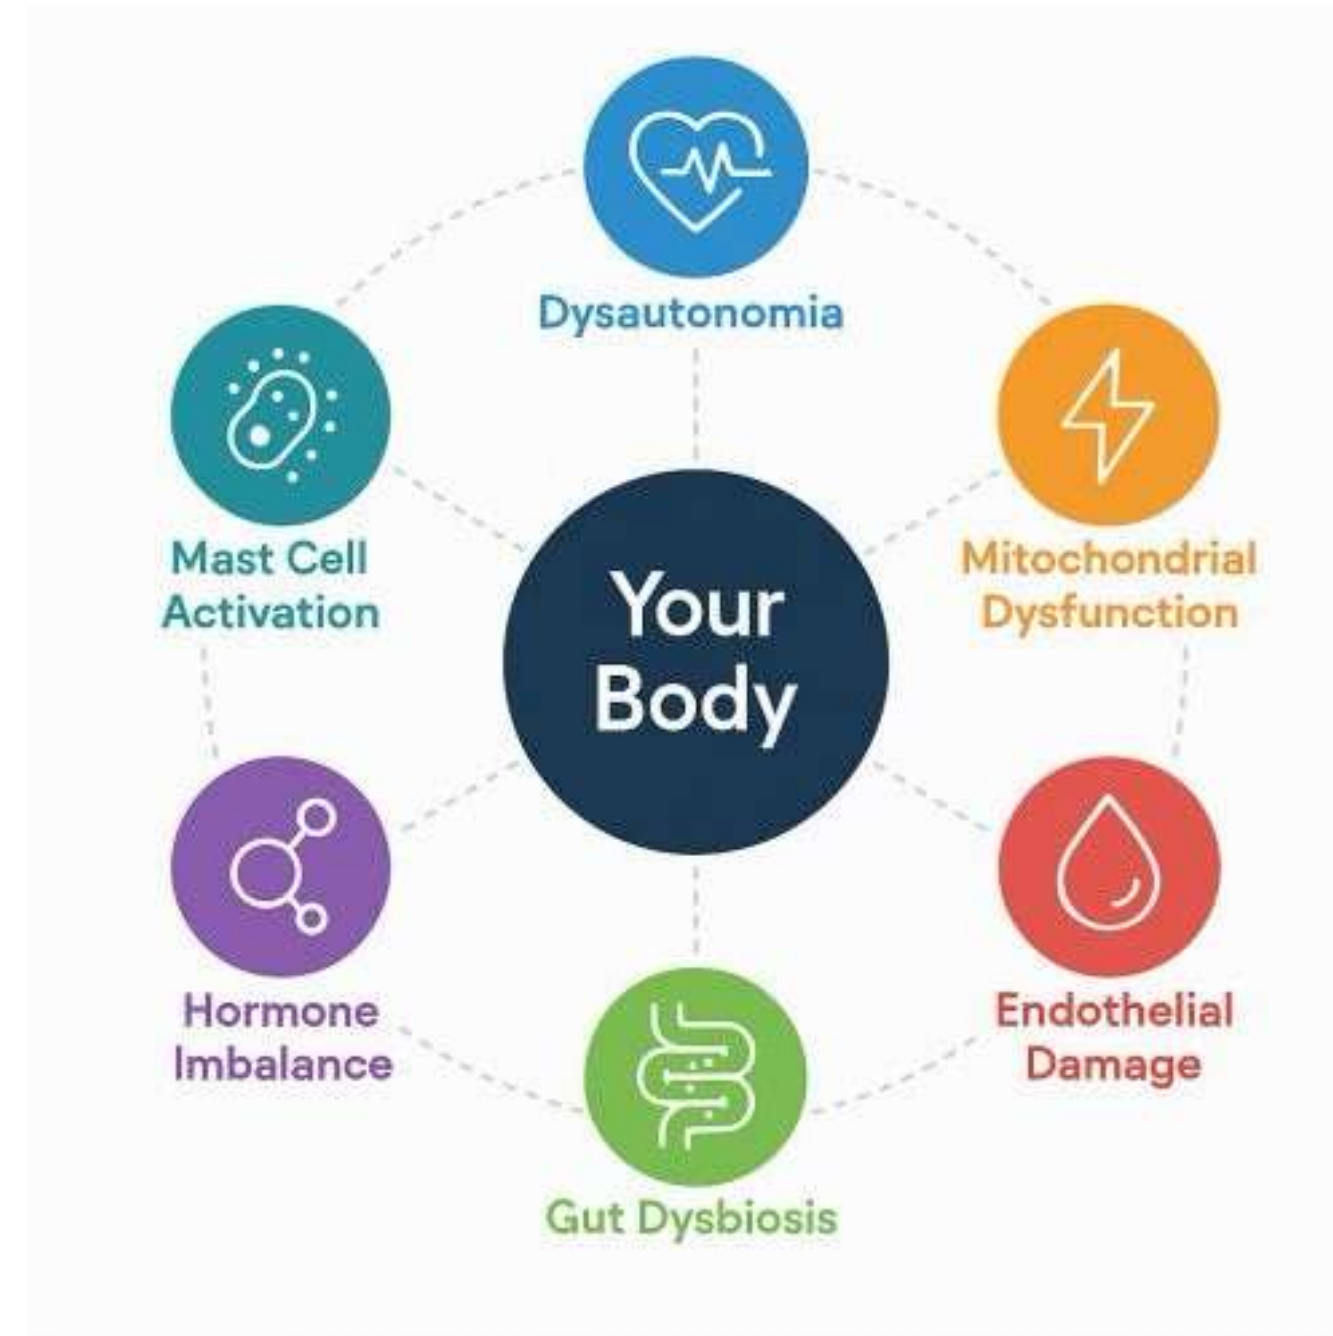 Dysautonomia
Mast Cell
Activation
Mitochondrial
Dysfunction
Your
Body
Hormone
Imbalance
Endothelial
Damage
Gut Dysbiosis